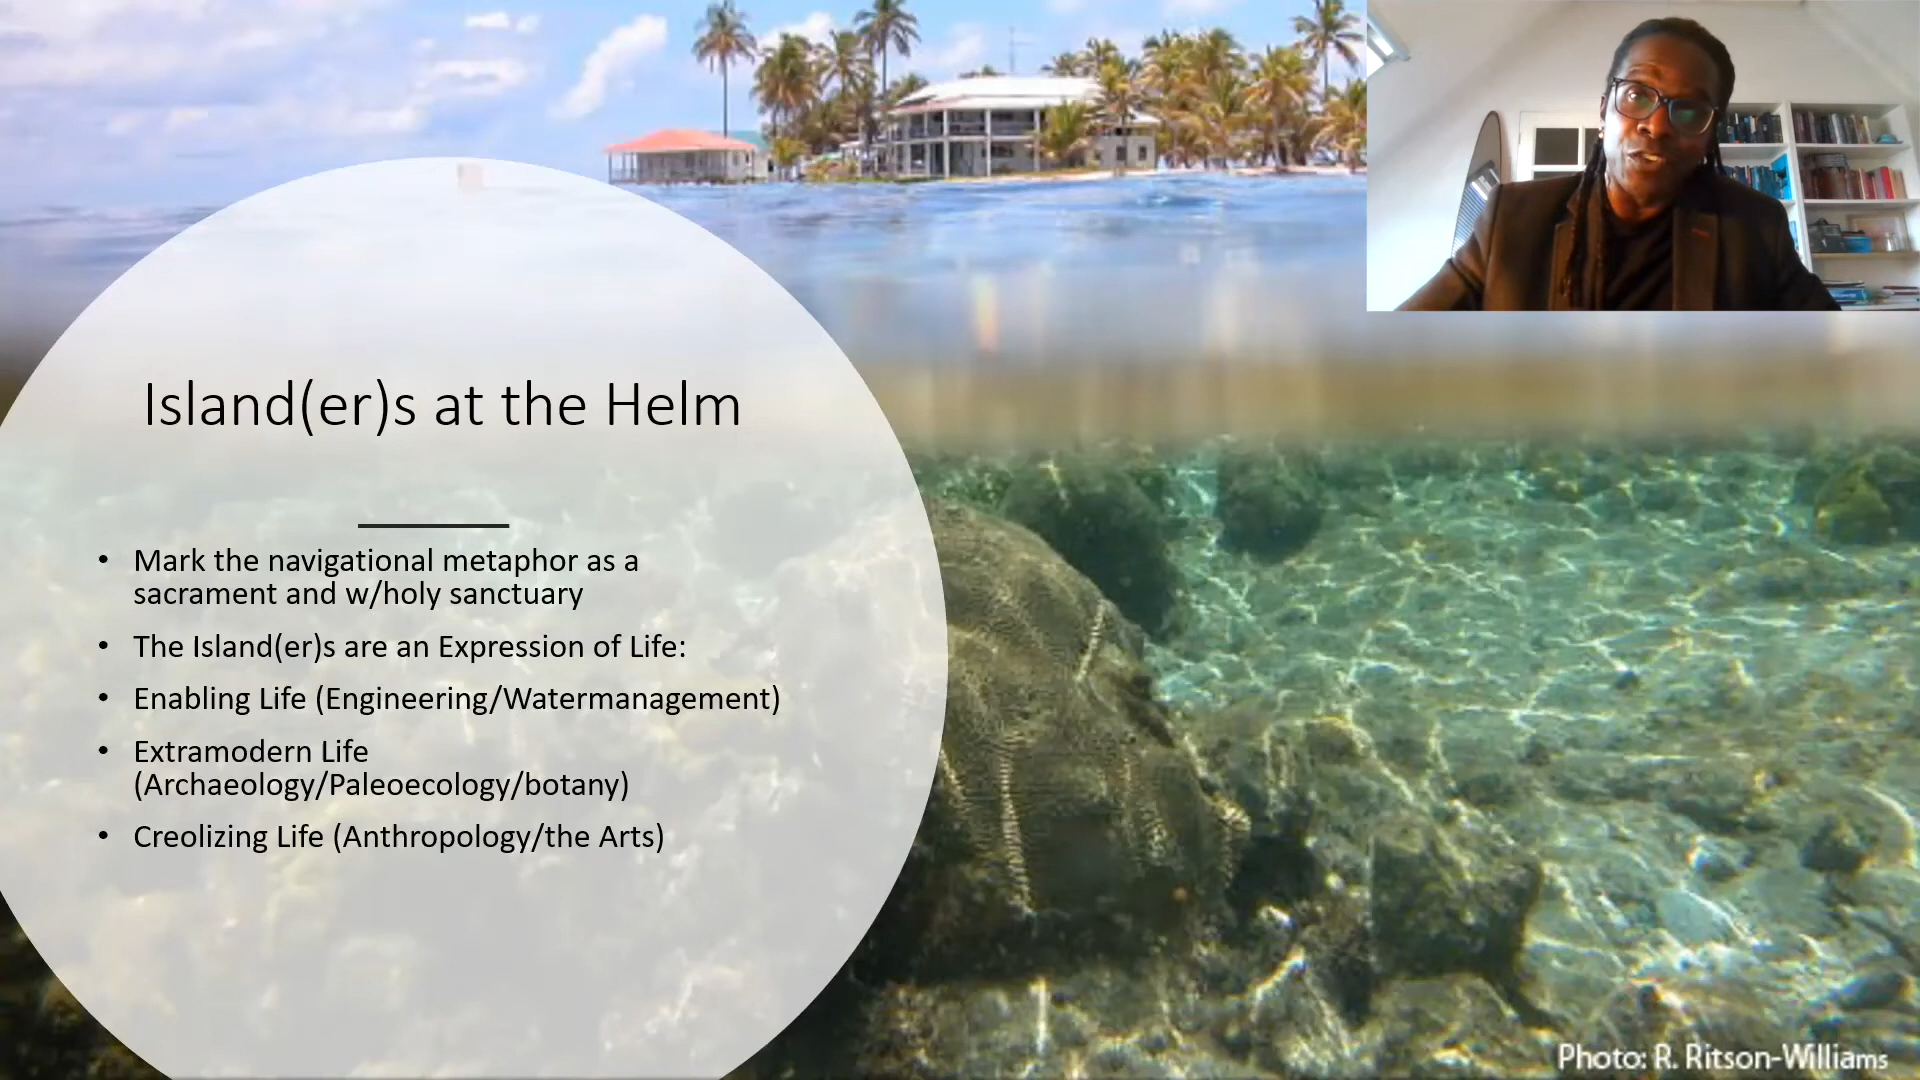 Island(er)s at the Helm
• Mark the navigational metaphor as a
sacrament and w/holy sanctuary
• The Island(er)s are an Expression of Life:
• Enabling Life (Engineering/Watermanagement)
• Extramodern Life
(Archaeology/Paleoecology/botany)
• Creolizing Life (Anthropology/the Arts)
Photo: R. Ritson-Williams